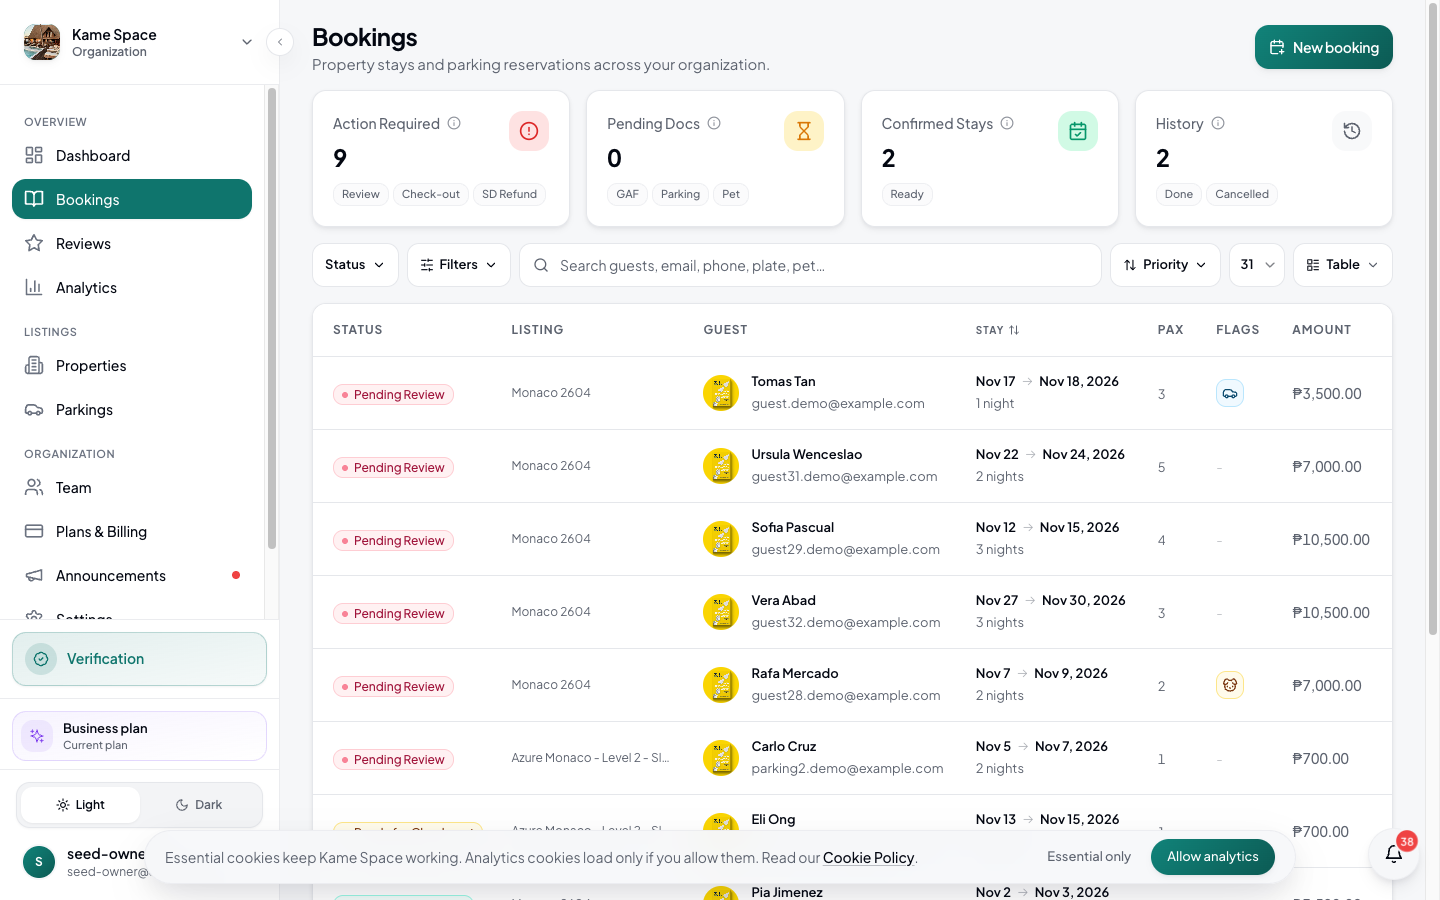 Kame Space
Organization
OVERVIEW
Dashboard
Bookings
Reviews
Analytics
LISTINGS
Properties
Parkings
ORGANIZATION
Team
Plans & Billing
Announcements
Settings
Verification
Business plan
Current plan
Light
Dark
S
seed-owne
seed-owner@
Bookings
Property stays and parking reservations across your organization.
New booking
Action Required
9
Review
Check-out
SD Refund
Pending Docs
0
GAF
Parking
Pet
Confirmed Stays
2
Ready
History
2
Done
Cancelled
Status
Filters
Search guests, email, phone, plate, pet...
Priority
31
Table
STATUS LISTING GUEST STAY PAX FLAGS AMOUNT
Pending Review Monaco 2604 Tomas Tan Nov 17 → Nov 18, 2026 3 ₱3,500.00
guest.demo@example.com 1 night
Pending Review Monaco 2604 Ursula Wenceslao Nov 22 → Nov 24, 2026 5 - ₱7,000.00
guest31.demo@example.com 2 nights
Pending Review Monaco 2604 Sofia Pascual Nov 12 → Nov 15, 2026 4 - ₱10,500.00
guest29.demo@example.com 3 nights
Pending Review Monaco 2604 Vera Abad Nov 27 → Nov 30, 2026 3 - ₱10,500.00
guest32.demo@example.com 3 nights
Pending Review Monaco 2604 Rafa Mercado Nov 7 → Nov 9, 2026 2 ₱7,000.00
guest28.demo@example.com 2 nights
Pending Review Azure Monaco - Level 2 - Sl... Carlo Cruz Nov 5 → Nov 7, 2026 1 - ₱700.00
parking2.demo@example.com 2 nights
Eli Ong Nov 13 → Nov 15, 2026 ₱700.00
Essential cookies keep Kame Space working. Analytics cookies load only if you allow them. Read our Cookie Policy.
Essential only
Allow analytics
38
Pia Jimenez Nov 2 → Nov 3, 2026